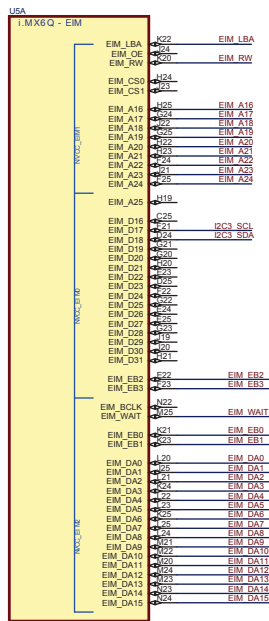 U5A
i.MX6Q - EIM
EIM_LBA K22 EIM_LBA
EIM_OE J24
EIM_RW K20 EIM_RW
EIM_CS0 H24
EIM_CS1 J23
EIM_A16 H25 EIM_A16
EIM_A17 G24 EIM_A17
EIM_A18 J22 EIM_A18
EIM_A19 G25 EIM_A19
EIM_A20 H22 EIM_A20
EIM_A21 H23 EIM_A21
EIM_A22 F24 EIM_A22
EIM_A23 J21 EIM_A23
EIM_A24 F25 EIM_A24
NVCC_EIM1
EIM_A25 H19
EIM_D16 C25
EIM_D17 F21 I2C3_SCL
EIM_D18 D24 I2C3_SDA
EIM_D19 G21
EIM_D20 G20
EIM_D21 H20
EIM_D22 E23
EIM_D23 D25
EIM_D24 F22
EIM_D25 G22
EIM_D26 E24
EIM_D27 E25
EIM_D28 G23
EIM_D29 J19
EIM_D30 J20
EIM_D31 H21
NVCC_EIM0
EIM_EB2 E22 EIM_EB2
EIM_EB3 F23 EIM_EB3
EIM_BCLK N22
EIM_WAIT M25 EIM_WAIT
EIM_EB0 K21 EIM_EB0
EIM_EB1 K23 EIM_EB1
EIM_DA0 L20 EIM_DA0
EIM_DA1 J25 EIM_DA1
EIM_DA2 L21 EIM_DA2
EIM_DA3 K24 EIM_DA3
EIM_DA4 L22 EIM_DA4
EIM_DA5 L23 EIM_DA5
EIM_DA6 K25 EIM_DA6
EIM_DA7 L25 EIM_DA7
EIM_DA8 L24 EIM_DA8
EIM_DA9 M21 EIM_DA9
EIM_DA10 M22 EIM_DA10
EIM_DA11 M20 EIM_DA11
EIM_DA12 M24 EIM_DA12
EIM_DA13 M23 EIM_DA13
EIM_DA14 N23 EIM_DA14
EIM_DA15 N24 EIM_DA15
NVCC_EIM2